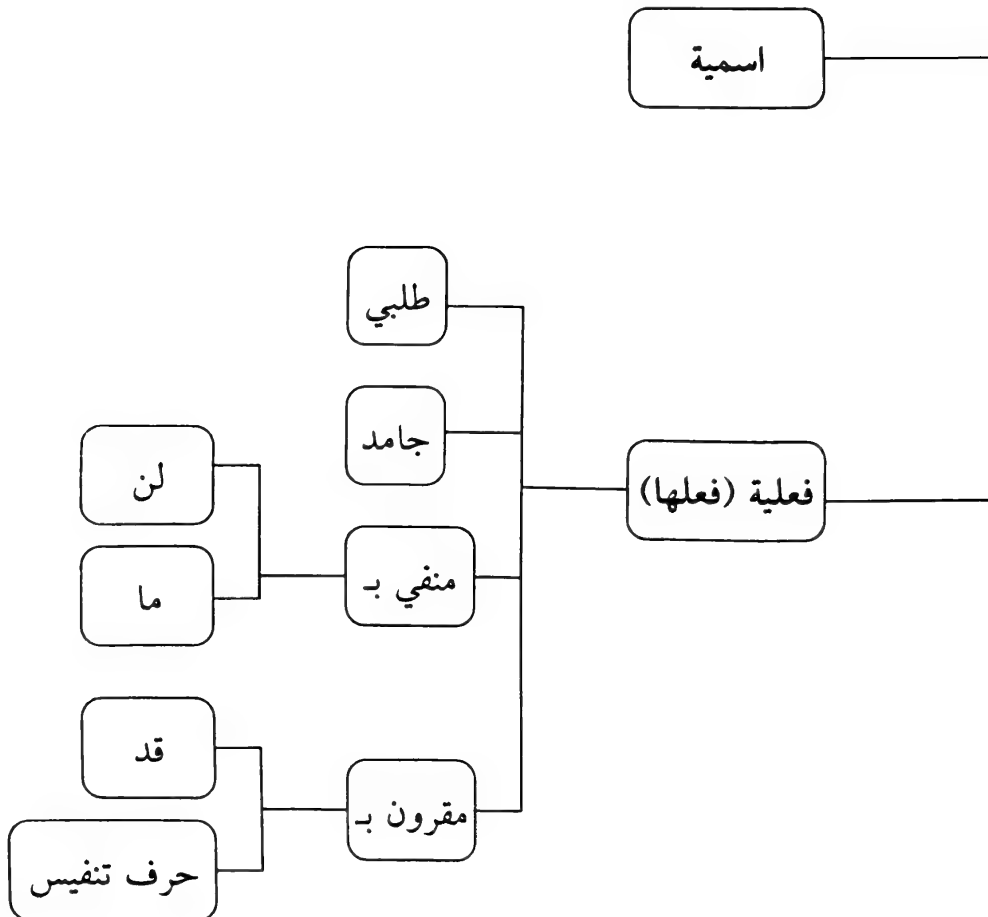 اسمية
فعلية (فعلها)
طلبي
جامد
منفي بـ
لن
ما
مقرون بـ
قد
حرف تنفيس